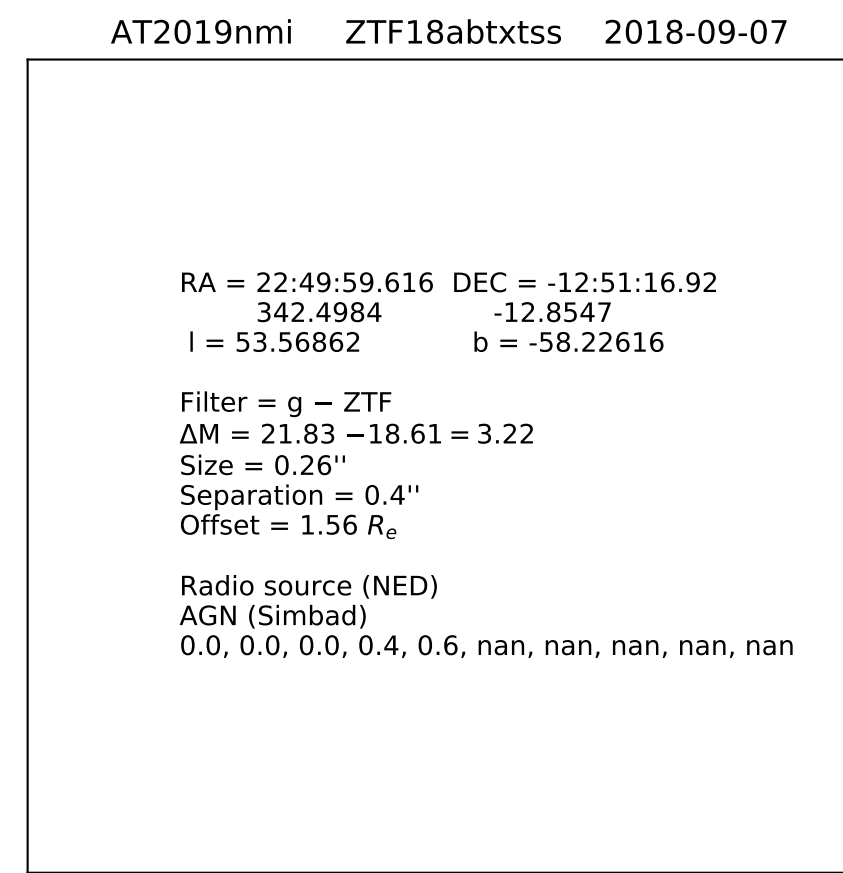 AT2019nmi ZTF18abtxtss 2018-09-07
RA = 22:49:59.616 DEC = -12:51:16.92
342.4984 -12.8547
l = 53.56862 b = -58.22616
Filter = g − ZTF
ΔM = 21.83 −18.61 = 3.22
Size = 0.26''
Separation = 0.4''
Offset = 1.56 Rₑ
Radio source (NED)
AGN (Simbad)
0.0, 0.0, 0.0, 0.4, 0.6, nan, nan, nan, nan, nan